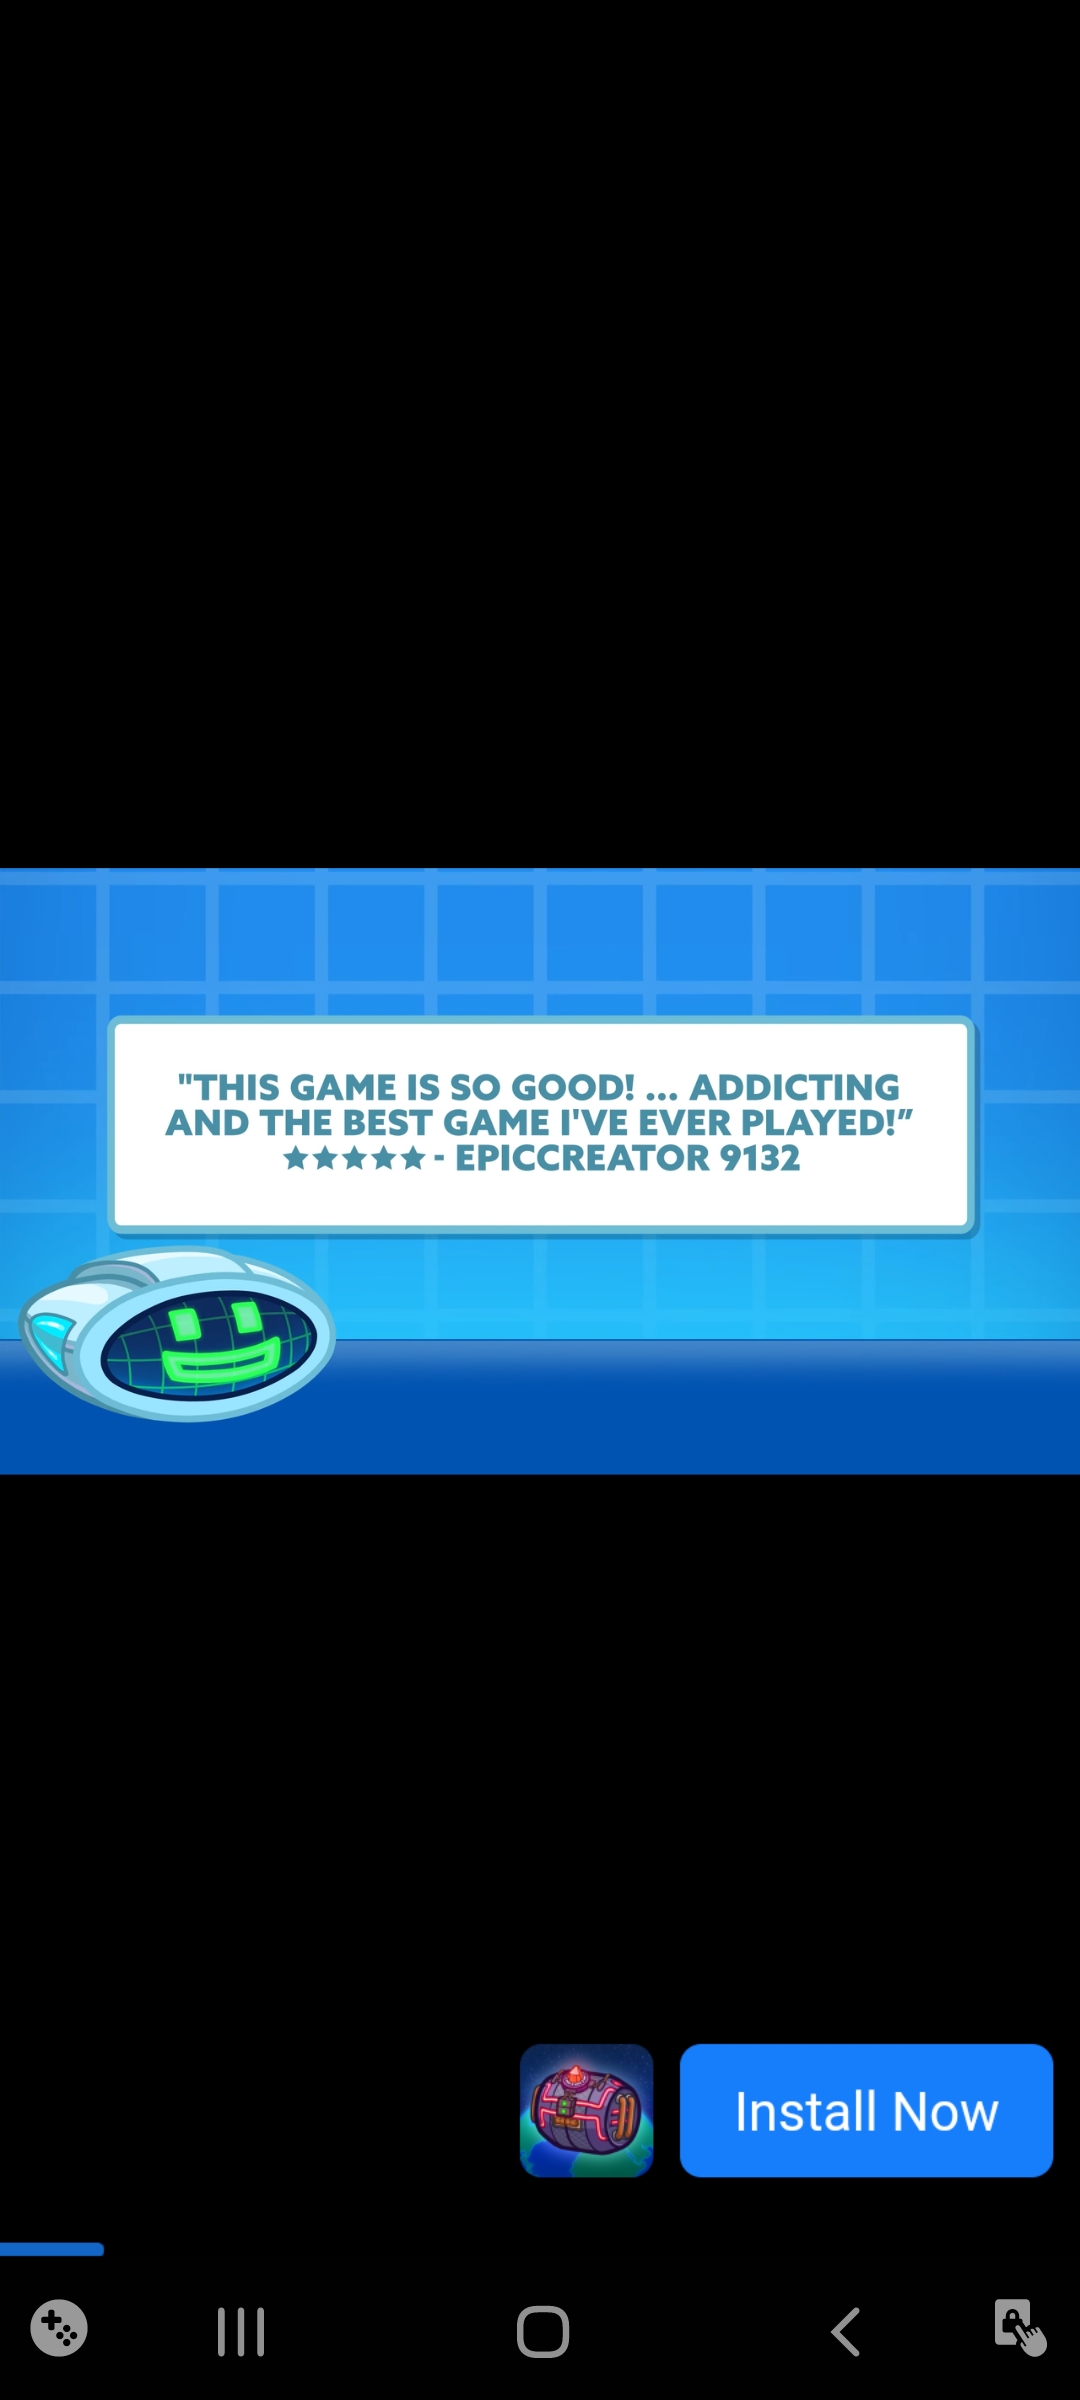 "THIS GAME IS SO GOOD! ... ADDICTING
AND THE BEST GAME I'VE EVER PLAYED!”
★★★★★ - EPICCREATOR 9132
Install Now